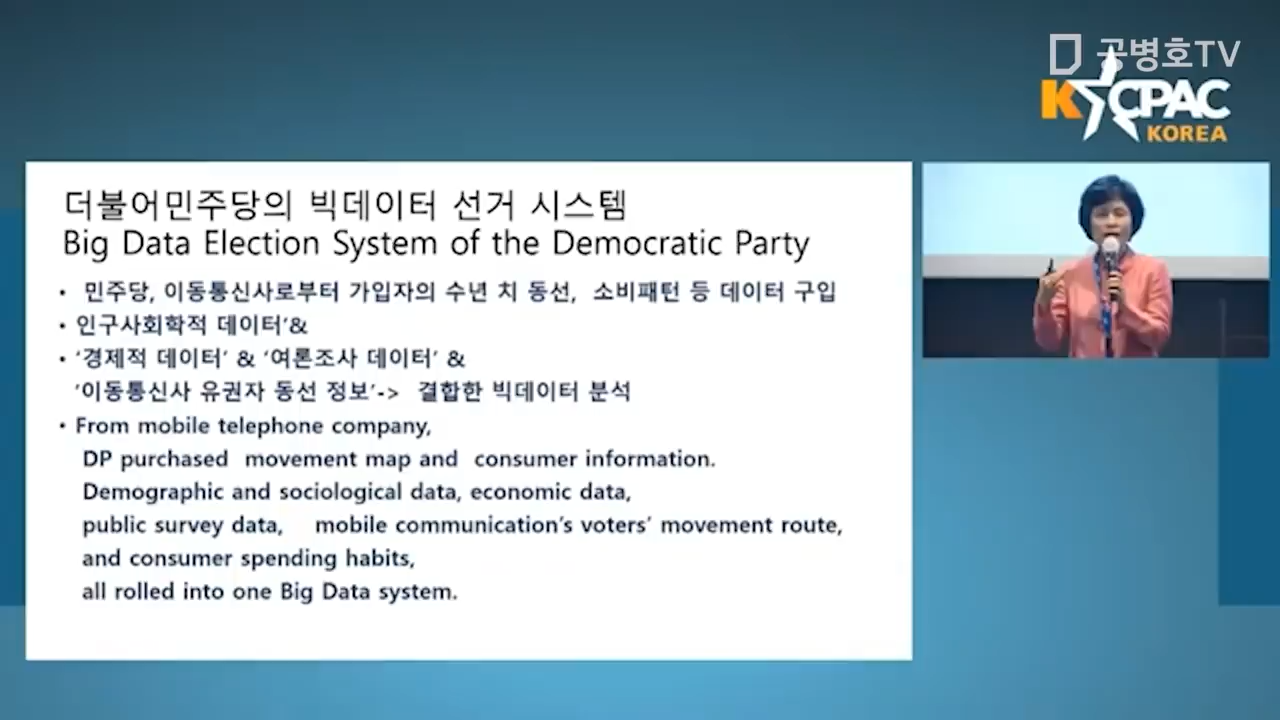 공병호TV
KCPAC
KOREA
더불어민주당의 빅데이터 선거 시스템
Big Data Election System of the Democratic Party
• 민주당, 이동통신사로부터 가입자의 수년 치 동선, 소비패턴 등 데이터 구입
• 인구사회학적 데이터'&
• '경제적 데이터' & '여론조사 데이터' &
'이동통신사 유권자 동선 정보'-> 결합한 빅데이터 분석
• From mobile telephone company,
DP purchased movement map and consumer information.
Demographic and sociological data, economic data,
public survey data, mobile communication's voters' movement route,
and consumer spending habits,
all rolled into one Big Data system.